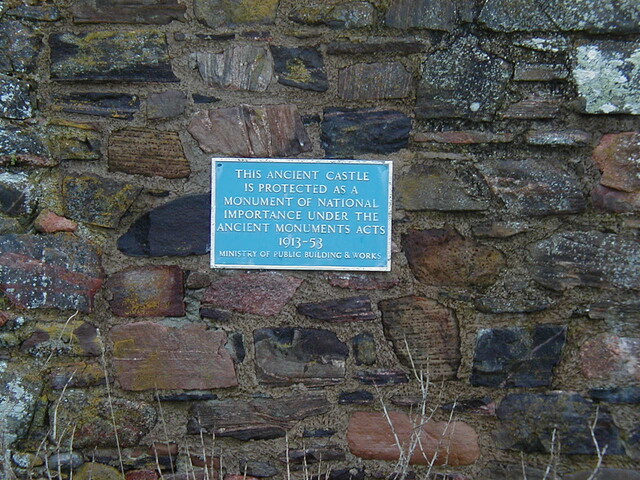 THIS ANCIENT CASTLE
IS PROTECTED AS A
MONUMENT OF NATIONAL
IMPORTANCE UNDER THE
ANCIENT MONUMENTS ACTS
1913-53
MINISTRY OF PUBLIC BUILDING & WORKS